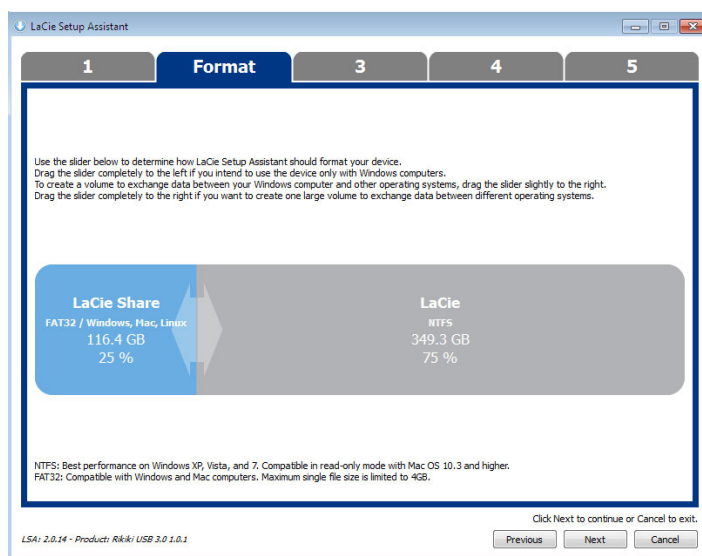 LaCie Setup Assistant
1 Format 3 4 5
Use the slider below to determine how LaCie Setup Assistant should format your device.
Drag the slider completely to the left if you intend to use the device only with Windows computers.
To create a volume to exchange data between your Windows computer and other operating systems, drag the slider slightly to the right.
Drag the slider completely to the right if you want to create one large volume to exchange data between different operating systems.
LaCie Share
FAT32 / Windows, Mac, Linux
116.4 GB
25 %
LaCie
NTFS
349.3 GB
75 %
NTFS: Best performance on Windows XP, Vista, and 7. Compatible in read-only mode with Mac OS 10.3 and higher.
FAT32: Compatible with Windows and Mac computers. Maximum single file size is limited to 4GB.
Click Next to continue or Cancel to exit.
LSA: 2.0.14 - Product: Rikiki USB 3.0 1.0.1
Previous Next Cancel